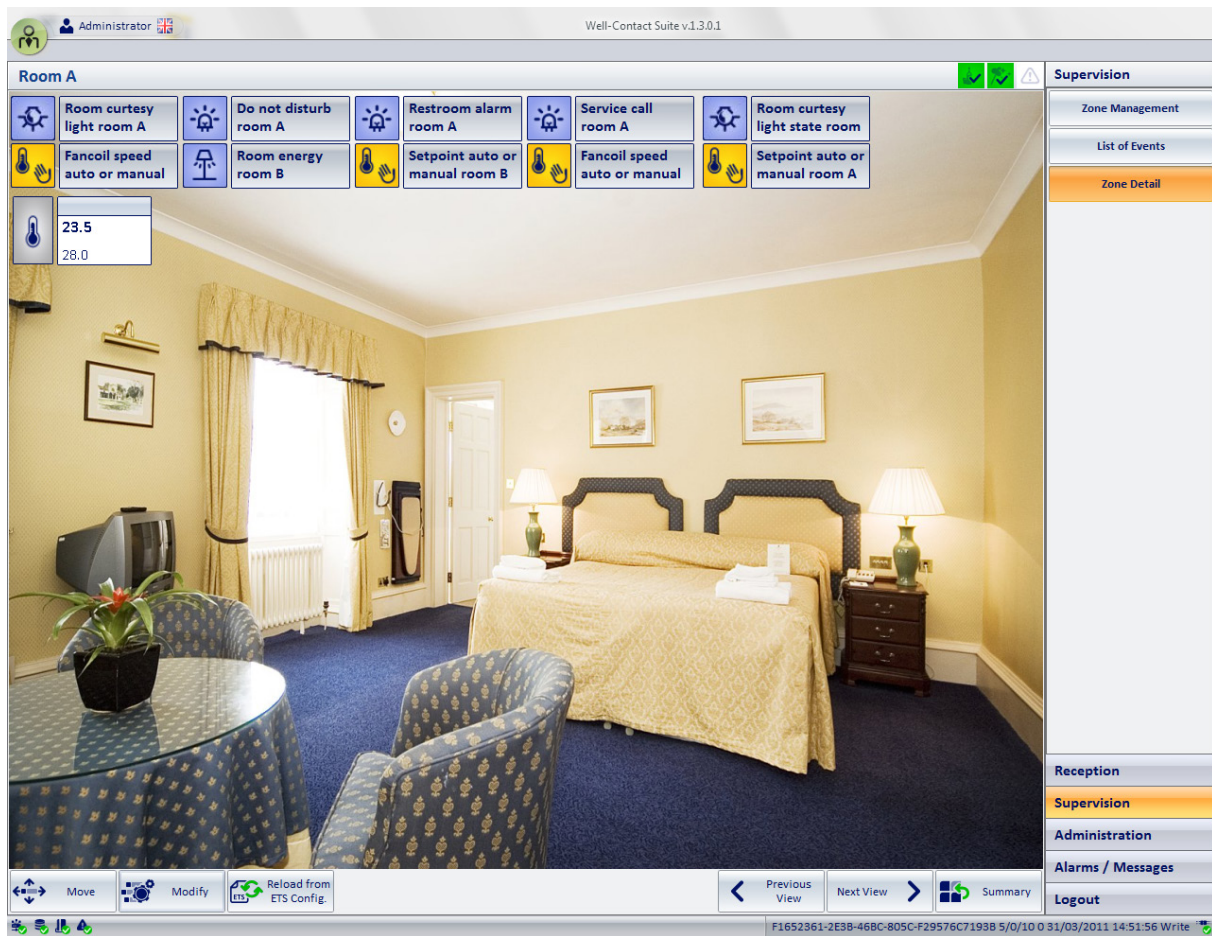 Administrator
Well-Contact Suite v.1.3.0.1
Room A
Supervision
Room curtesy
light room A
Do not disturb
room A
Restroom alarm
room A
Service call
room A
Room curtesy
light state room
Fancoil speed
auto or manual
Room energy
room B
Setpoint auto or
manual room B
Fancoil speed
auto or manual
Setpoint auto or
manual room A
23.5
28.0
Zone Management
List of Events
Zone Detail
Reception
Supervision
Administration
Alarms / Messages
Logout
Move
Modify
ETS
Reload from
ETS Config.
Previous
View
Next View
Summary
F1652361-2E3B-46BC-805C-F29576C7193B 5/0/10 0 31/03/2011 14:51:56 Write